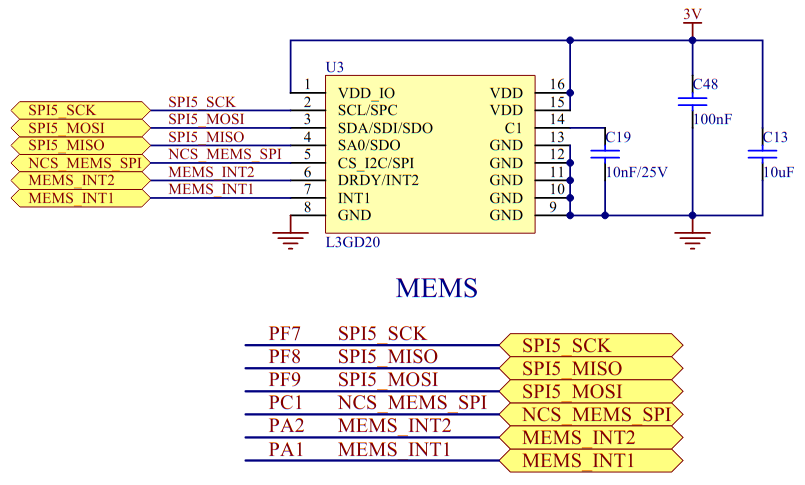 3V
U3
1 VDD_IO VDD 16
SPI5_SCK SPI5_SCK 2 SCL/SPC VDD 15
SPI5_MOSI SPI5_MOSI 3 SDA/SDI/SDO C1 14
SPI5_MISO SPI5_MISO 4 SA0/SDO GND 13
NCS_MEMS_SPI NCS_MEMS_SPI 5 CS_I2C/SPI GND 12
MEMS_INT2 MEMS_INT2 6 DRDY/INT2 GND 11
MEMS_INT1 MEMS_INT1 7 INT1 GND 10
8 GND GND 9
L3GD20
C19
10nF/25V
C48
100nF
C13
10uF
MEMS
PF7 SPI5_SCK SPI5_SCK
PF8 SPI5_MISO SPI5_MISO
PF9 SPI5_MOSI SPI5_MOSI
PC1 NCS_MEMS_SPI NCS_MEMS_SPI
PA2 MEMS_INT2 MEMS_INT2
PA1 MEMS_INT1 MEMS_INT1